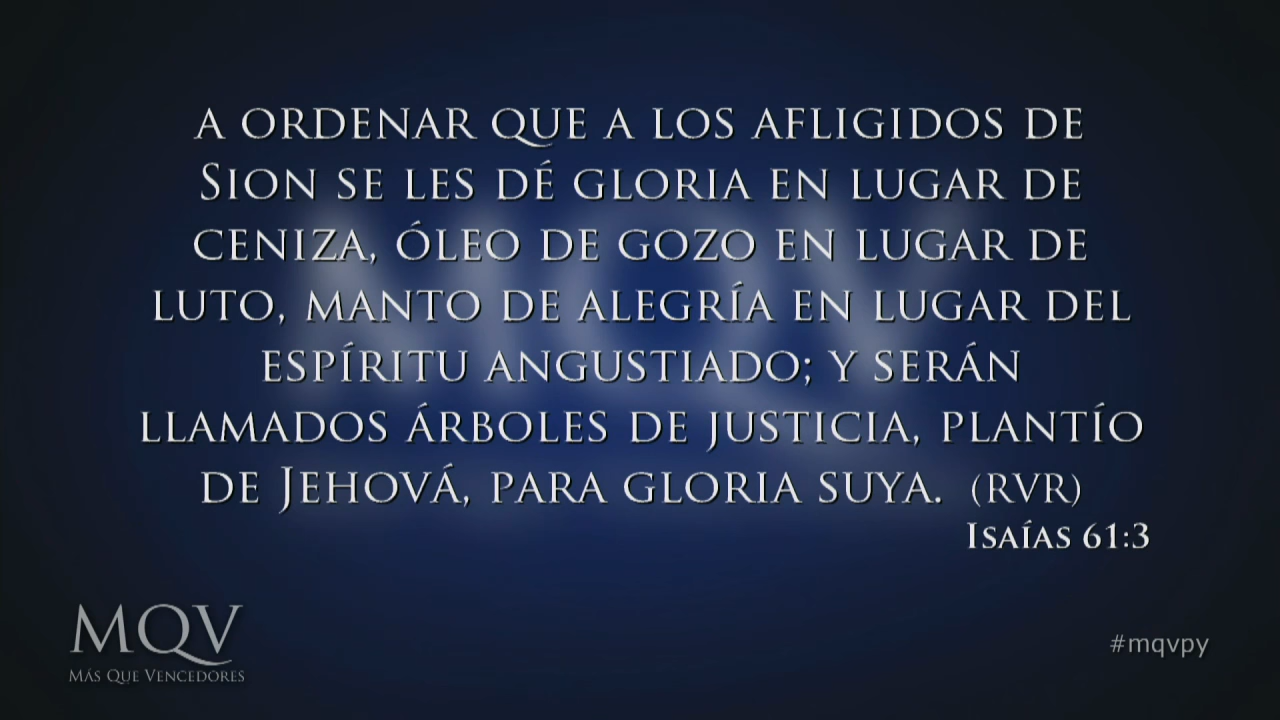 A ORDENAR QUE A LOS AFLIGIDOS DE
SION SE LES DÉ GLORIA EN LUGAR DE
CENIZA, ÓLEO DE GOZO EN LUGAR DE
LUTO, MANTO DE ALEGRÍA EN LUGAR DEL
ESPÍRITU ANGUSTIADO; Y SERÁN
LLAMADOS ÁRBOLES DE JUSTICIA, PLANTÍO
DE JEHOVÁ, PARA GLORIA SUYA. (RVR)
ISAÍAS 61:3
MQV
MÁS QUE VENCEDORES
#mqvpy